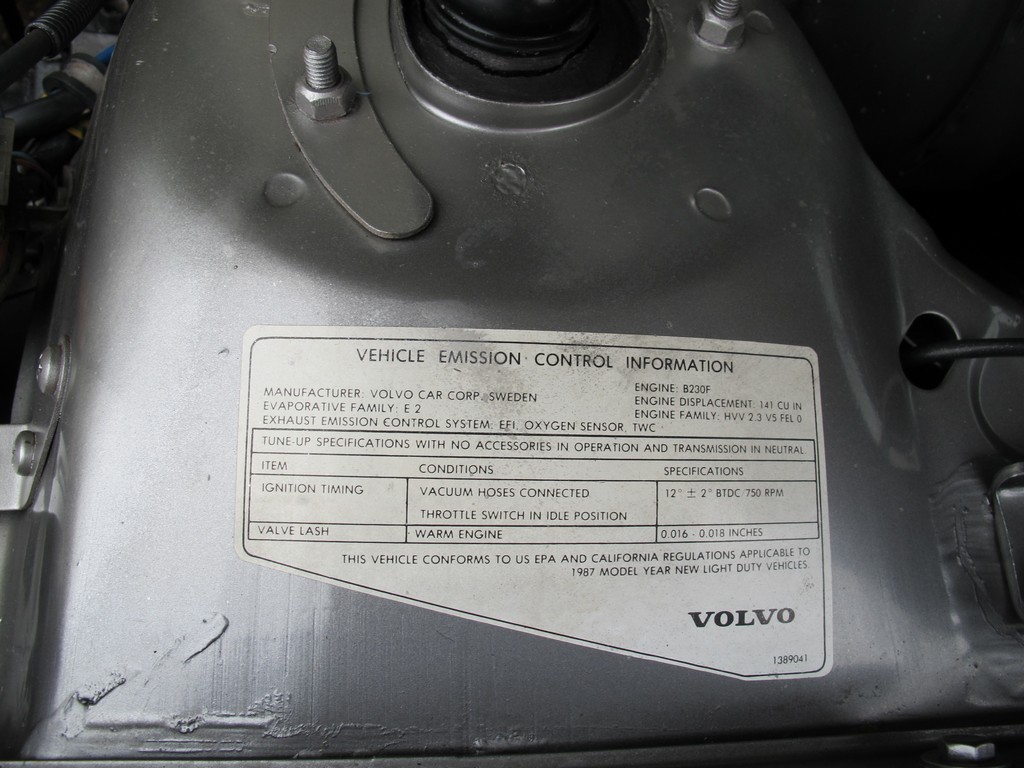 VEHICLE EMISSION CONTROL INFORMATION
MANUFACTURER: VOLVO CAR CORP. SWEDEN
EVAPORATIVE FAMILY: E 2
EXHAUST EMISSION CONTROL SYSTEM: EFI, OXYGEN SENSOR, TWC
ENGINE: B230F
ENGINE DISPLACEMENT: 141 CU IN
ENGINE FAMILY: HVV 2.3 V5 FEL 0
TUNE-UP SPECIFICATIONS WITH NO ACCESSORIES IN OPERATION AND TRANSMISSION IN NEUTRAL.
ITEM CONDITIONS SPECIFICATIONS
IGNITION TIMING VACUUM HOSES CONNECTED 12° ± 2° BTDC 750 RPM
THROTTLE SWITCH IN IDLE POSITION
VALVE LASH WARM ENGINE 0.016 - 0.018 INCHES
THIS VEHICLE CONFORMS TO US EPA AND CALIFORNIA REGULATIONS APPLICABLE TO
1987 MODEL YEAR NEW LIGHT DUTY VEHICLES.
VOLVO
1389041